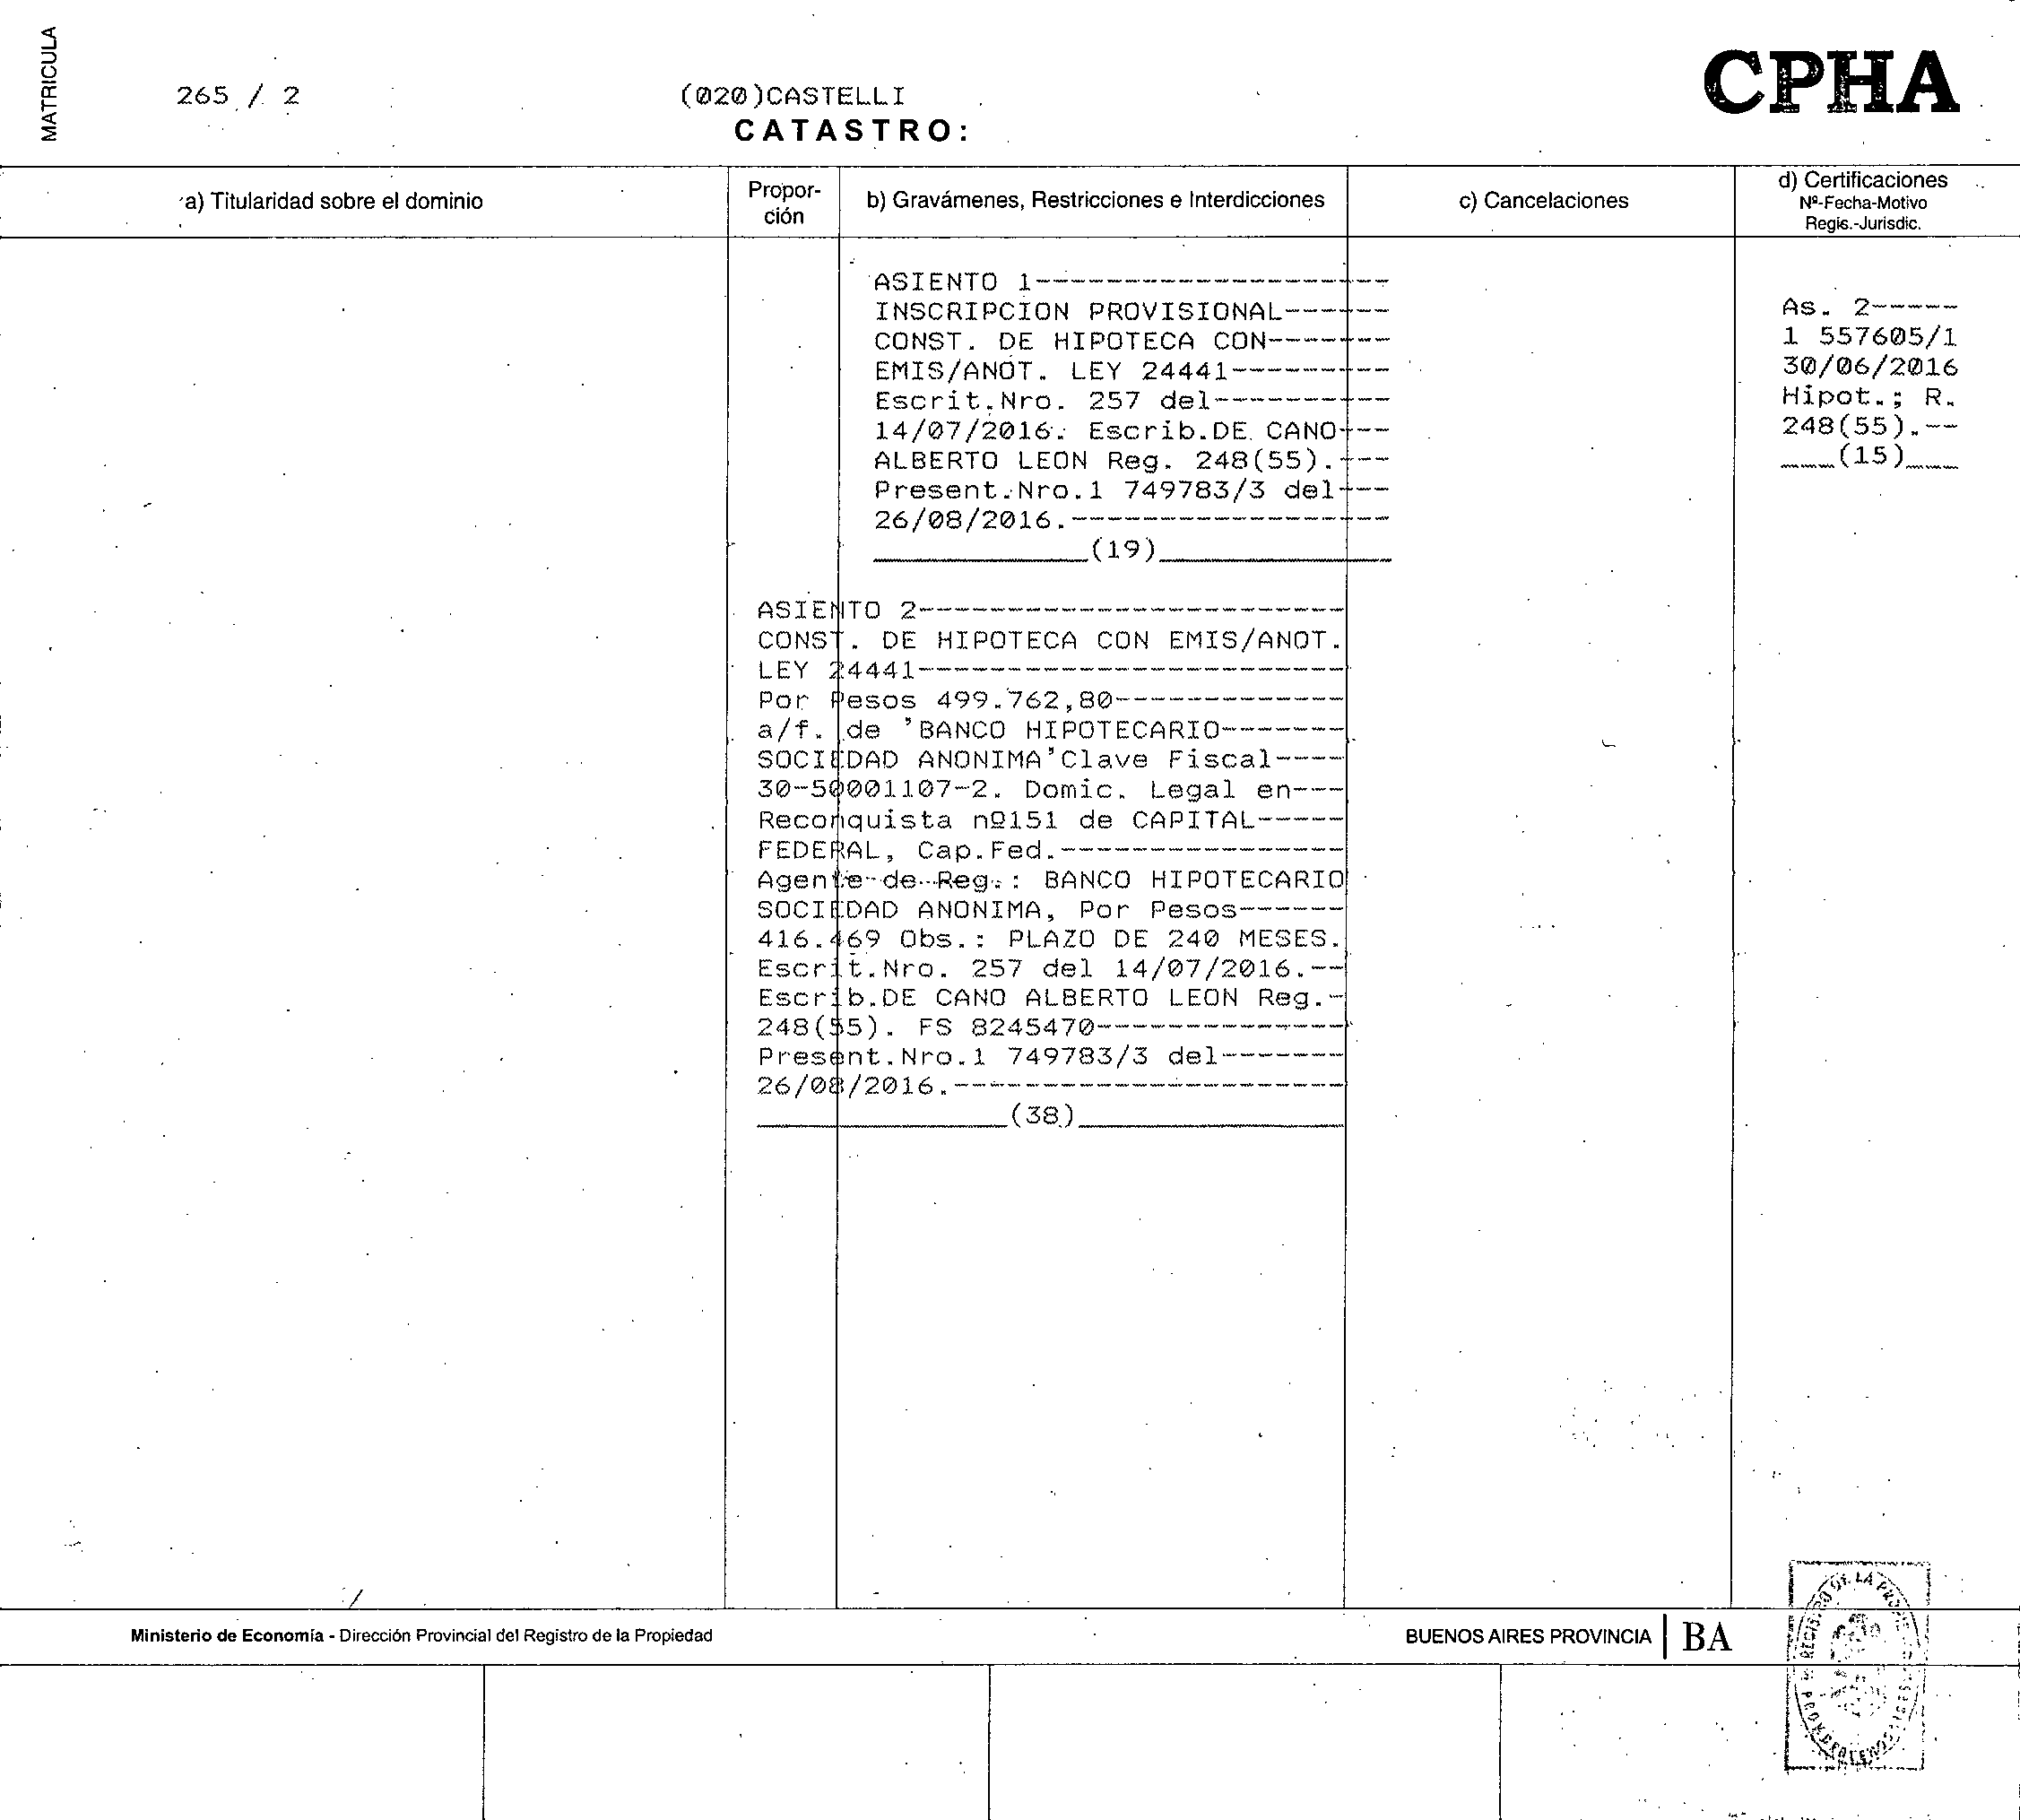 MATRICULA
265 / 2
(020)CASTELLI
CATASTRO:
CPHA
a) Titularidad sobre el dominio
Propor-
ción
b) Gravámenes, Restricciones e Interdicciones
c) Cancelaciones
d) Certificaciones
Nº-Fecha-Motivo
Regis.-Jurisdic.
ASIENTO 1--------------------
INSCRIPCION PROVISIONAL------
CONST. DE HIPOTECA CON-------
EMIS/ANOT. LEY 24441---------
Escrit.Nro. 257 del----------
14/07/2016. Escrib.DE CANO---
ALBERTO LEON Reg. 248(55).---
Present.Nro.1 749783/3 del---
26/08/2016.------------------
____________(19)_____________
As. 2-----
1 557605/1
30/06/2016
Hipot.; R.
248(55).--
___(15)___
ASIENTO 2------------------------
CONST. DE HIPOTECA CON EMIS/ANOT.
LEY 24441------------------------
Por Pesos 499.762,80-------------
a/f. de 'BANCO HIPOTECARIO-------
SOCIEDAD ANONIMA'Clave Fiscal----
30-50001107-2. Domic. Legal en---
Reconquista nº151 de CAPITAL-----
FEDERAL, Cap.Fed.----------------
Agente de Reg.: BANCO HIPOTECARIO
SOCIEDAD ANONIMA, Por Pesos------
416.469 Obs.: PLAZO DE 240 MESES.
Escrit.Nro. 257 del 14/07/2016.--
Escrib.DE CANO ALBERTO LEON Reg.-
248(55). FS 8245470--------------
Present.Nro.1 749783/3 del-------
26/08/2016.----------------------
______________(38)_______________
Ministerio de Economía - Dirección Provincial del Registro de la Propiedad
BUENOS AIRES PROVINCIA | BA